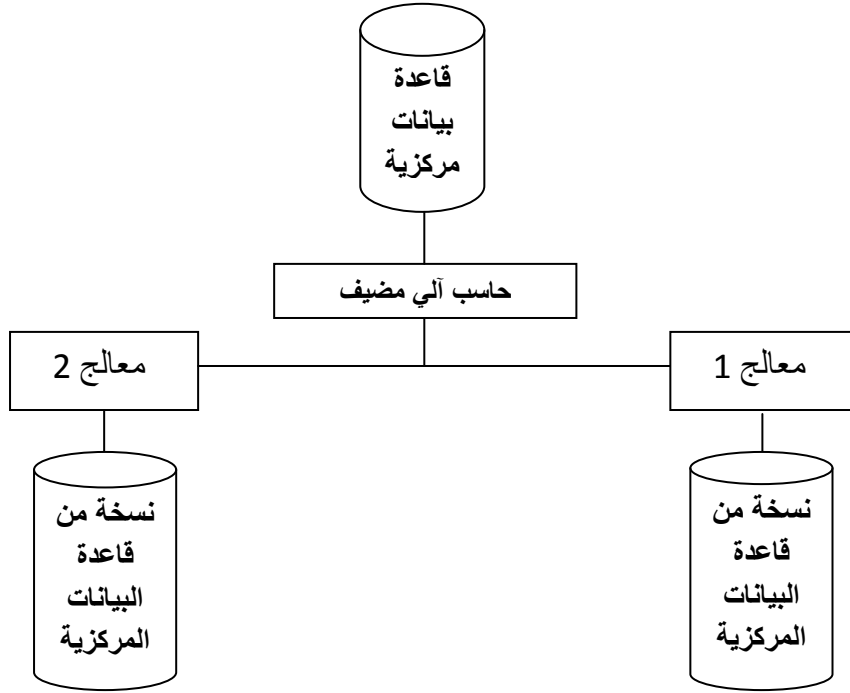 قاعدة
بيانات
مركزية
حاسب آلي مضيف
معالج 1
معالج 2
نسخة من
قاعدة
البيانات
المركزية
نسخة من
قاعدة
البيانات
المركزية